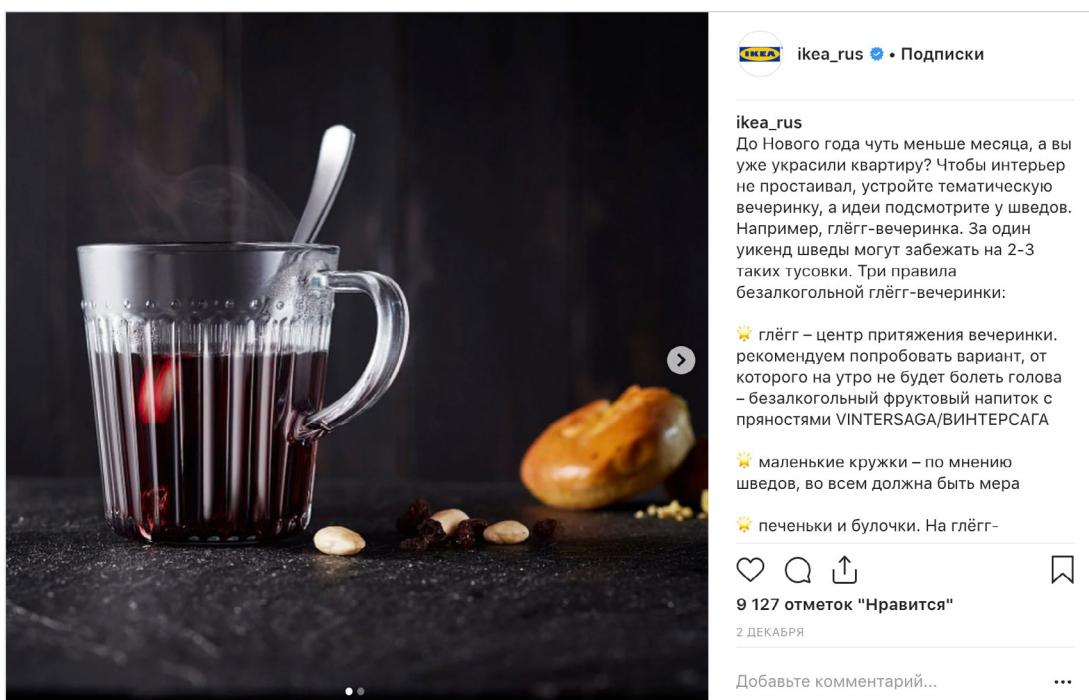 IKEA
ikea_rus • Подписки
ikea_rus
До Нового года чуть меньше месяца, а вы
уже украсили квартиру? Чтобы интерьер
не простаивал, устройте тематическую
вечеринку, а идеи подсмотрите у шведов.
Например, глёгг-вечеринка. За один
уикенд шведы могут забежать на 2-3
таких тусовки. Три правила
безалкогольной глёгг-вечеринки:
🌟 глёгг – центр притяжения вечеринки.
рекомендуем попробовать вариант, от
которого на утро не будет болеть голова
– безалкогольный фруктовый напиток с
пряностями VINTERSAGA/ВИНТЕРСАГА
🌟 маленькие кружки – по мнению
шведов, во всем должна быть мера
🌟 печеньки и булочки. На глёгг-
9 127 отметок "Нравится"
2 ДЕКАБРЯ
Добавьте комментарий...